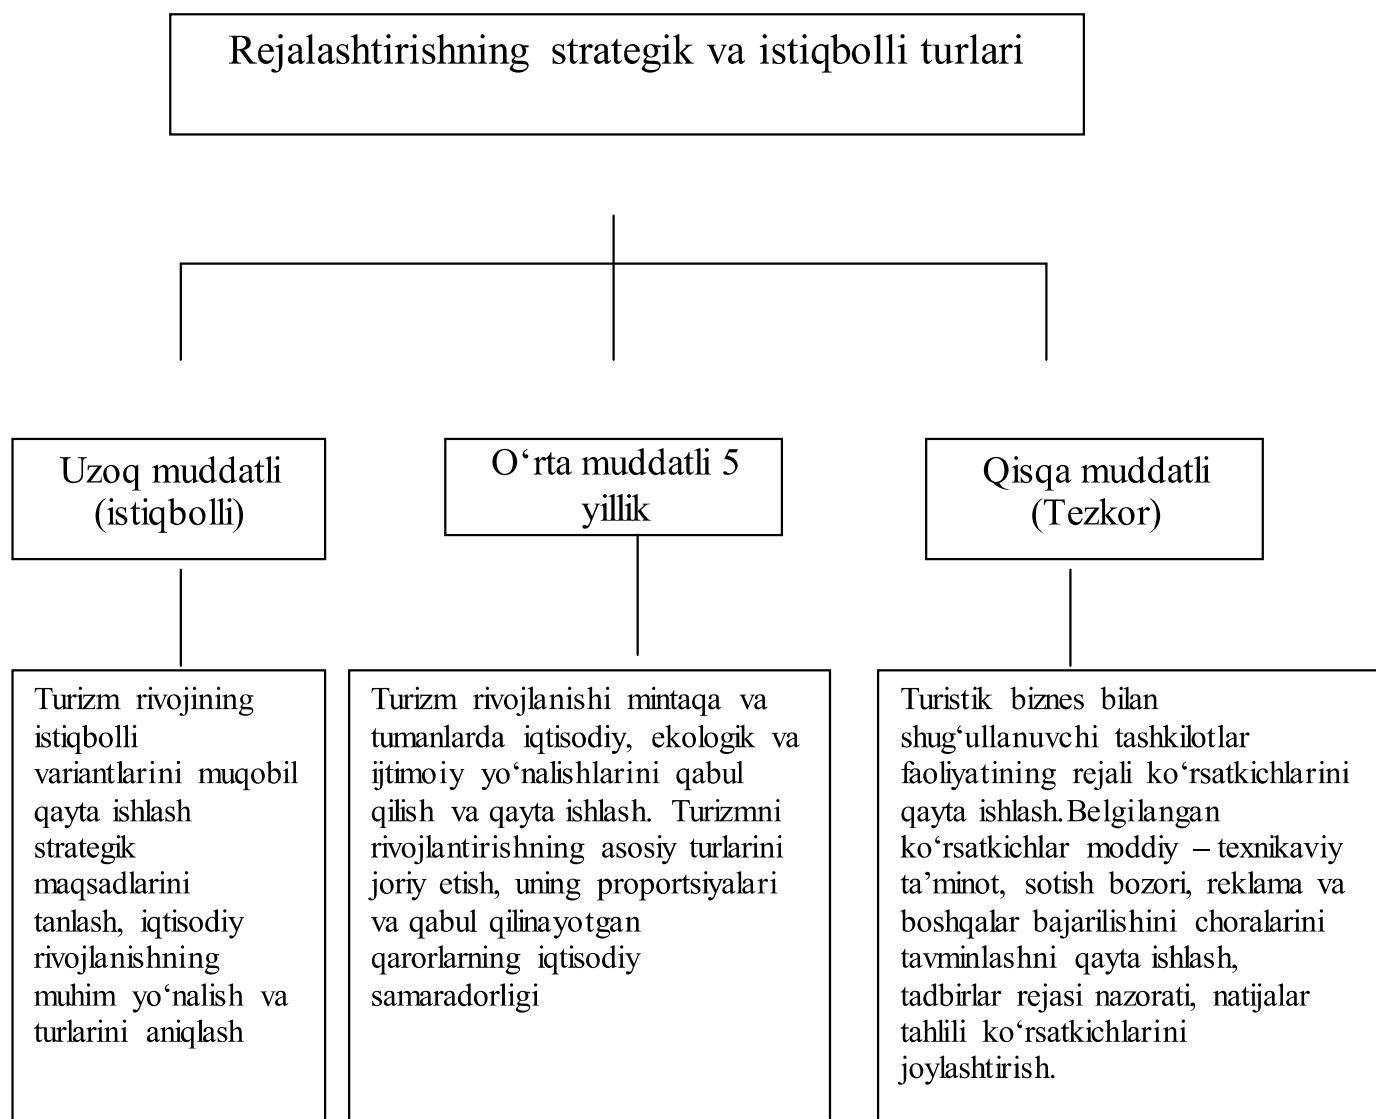 Rejalashtirishning strategik va istiqbolli turlari
Uzoq muddatli
(istiqbolli)
O‘rta muddatli 5
yillik
Qisqa muddatli
(Tezkor)
Turizm rivojining
istiqbolli
variantlarini muqobil
qayta ishlash
strategik
maqsadlarini
tanlash, iqtisodiy
rivojlanishning
muhim yo‘nalish va
turlarini aniqlash
Turizm rivojlanishi mintaqa va
tumanlarda iqtisodiy, ekologik va
ijtimoiy yo‘nalishlarini qabul
qilish va qayta ishlash. Turizmni
rivojlantirishning asosiy turlarini
joriy etish, uning proportsiyalari
va qabul qilinayotgan
qarorlarning iqtisodiy
samaradorligi
Turistik biznes bilan
shug‘ullanuvchi tashkilotlar
faoliyatining rejali ko‘rsatkichlarini
qayta ishlash.Belgilangan
ko‘rsatkichlar moddiy – texnikaviy
ta’minot, sotish bozori, reklama va
boshqalar bajarilishini choralarini
tavminlashni qayta ishlash,
tadbirlar rejasi nazorati, natijalar
tahlili ko‘rsatkichlarini
joylashtirish.